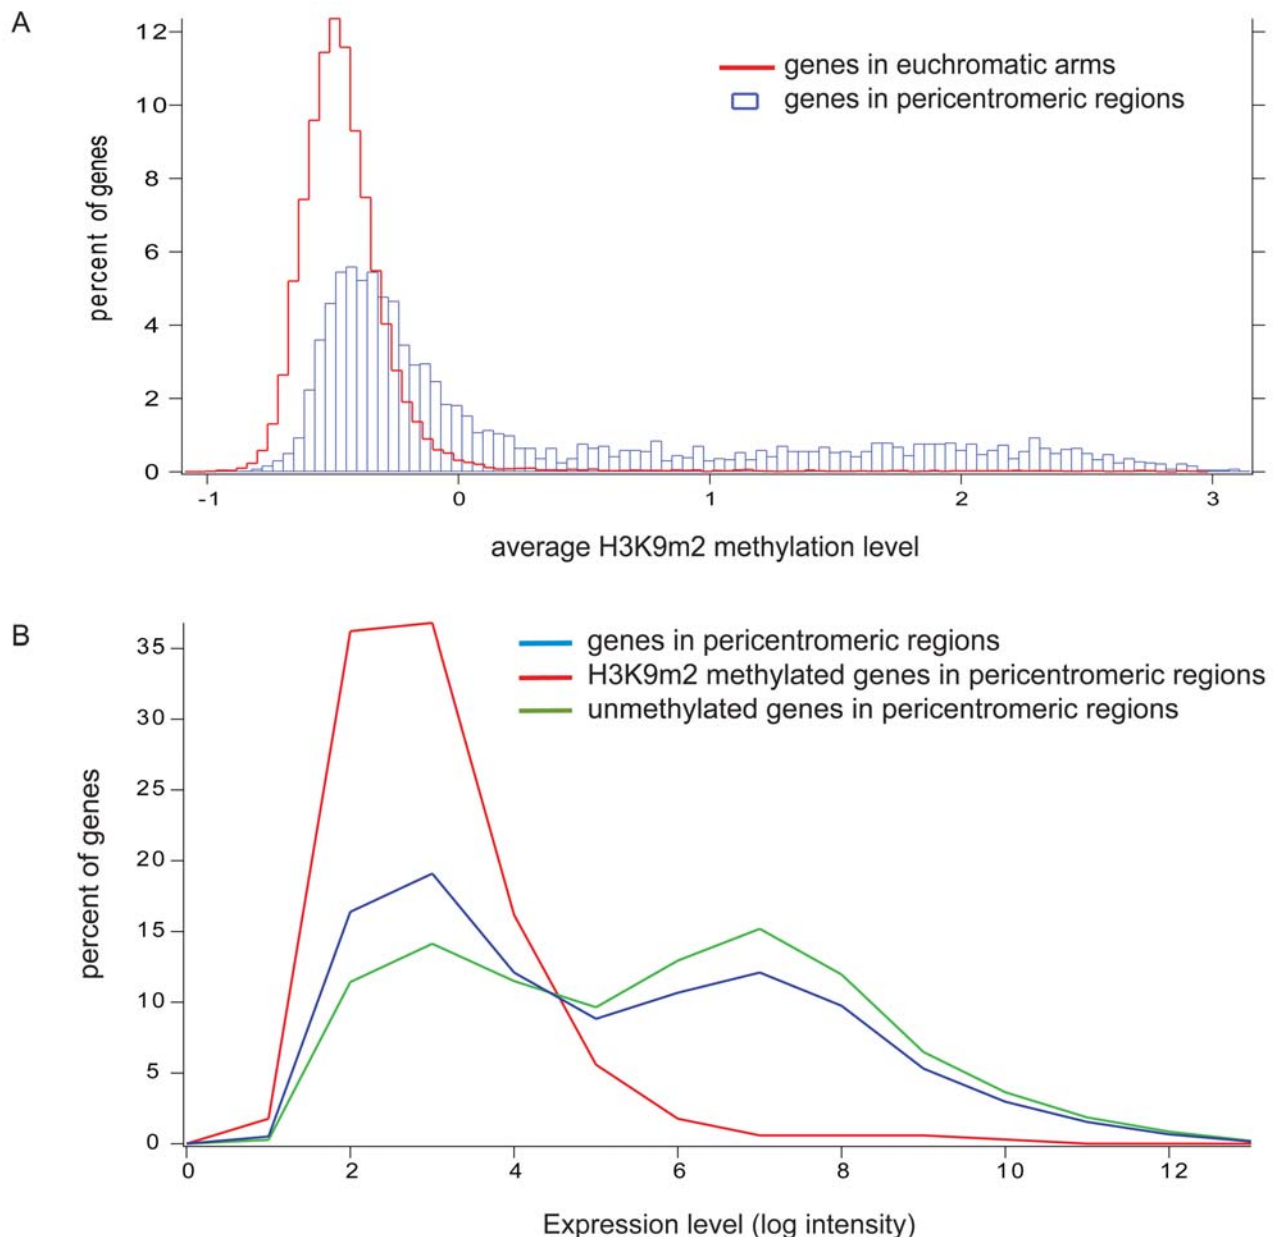 A
12
10
8
6
4
2
0
percent of genes
genes in euchromatic arms
genes in pericentromeric regions
-1 0 1 2 3
average H3K9m2 methylation level
B
35
30
25
20
15
10
5
0
percent of genes
genes in pericentromeric regions
H3K9m2 methylated genes in pericentromeric regions
unmethylated genes in pericentromeric regions
0 2 4 6 8 10 12
Expression level (log intensity)